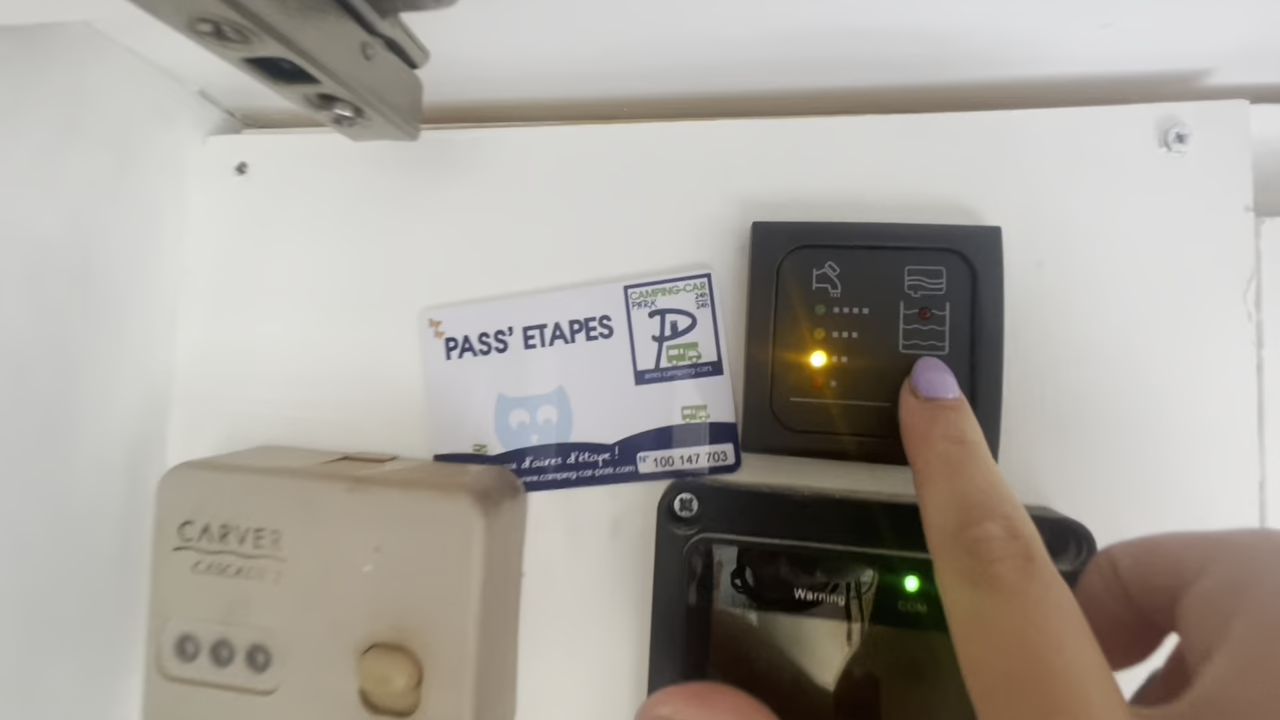 CAMPING-CAR
PARK
24h
24h
PASS' ETAPES
aires camping-cars
d'aires d'étape !
www.camping-car-park.com
N° 100 147 703
CARVER
CASCADE
Warning
COM